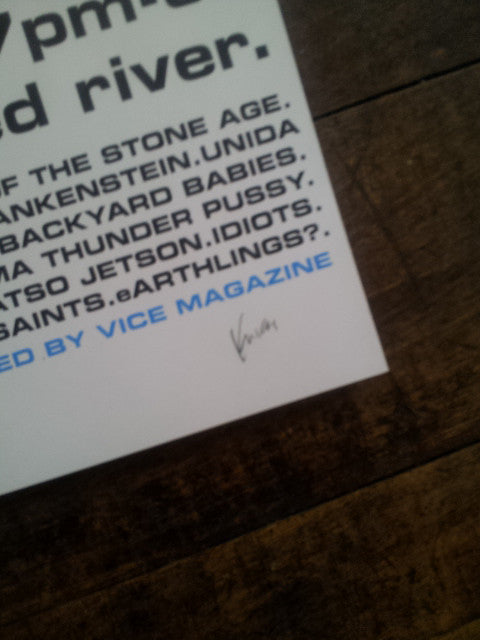 7pm-
d river.
F THE STONE AGE.
ANKENSTEIN.UNIDA
BACKYARD BABIES.
MA THUNDER PUSSY.
ATSO JETSON.IDIOTS.
SAINTS.eARTHLINGS?.
ED BY VICE MAGAZINE